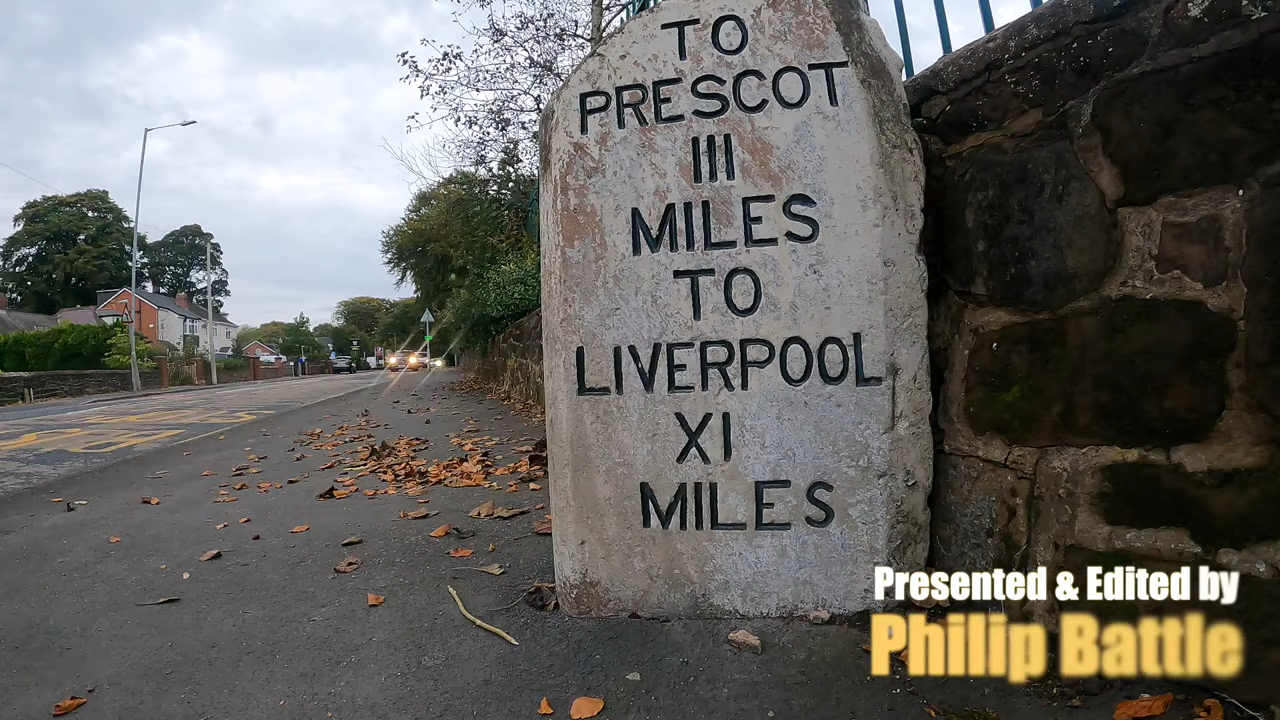 TO
PRESCOT
III
MILES
TO
LIVERPOOL
XI
MILES
Presented & Edited by
Philip Battle